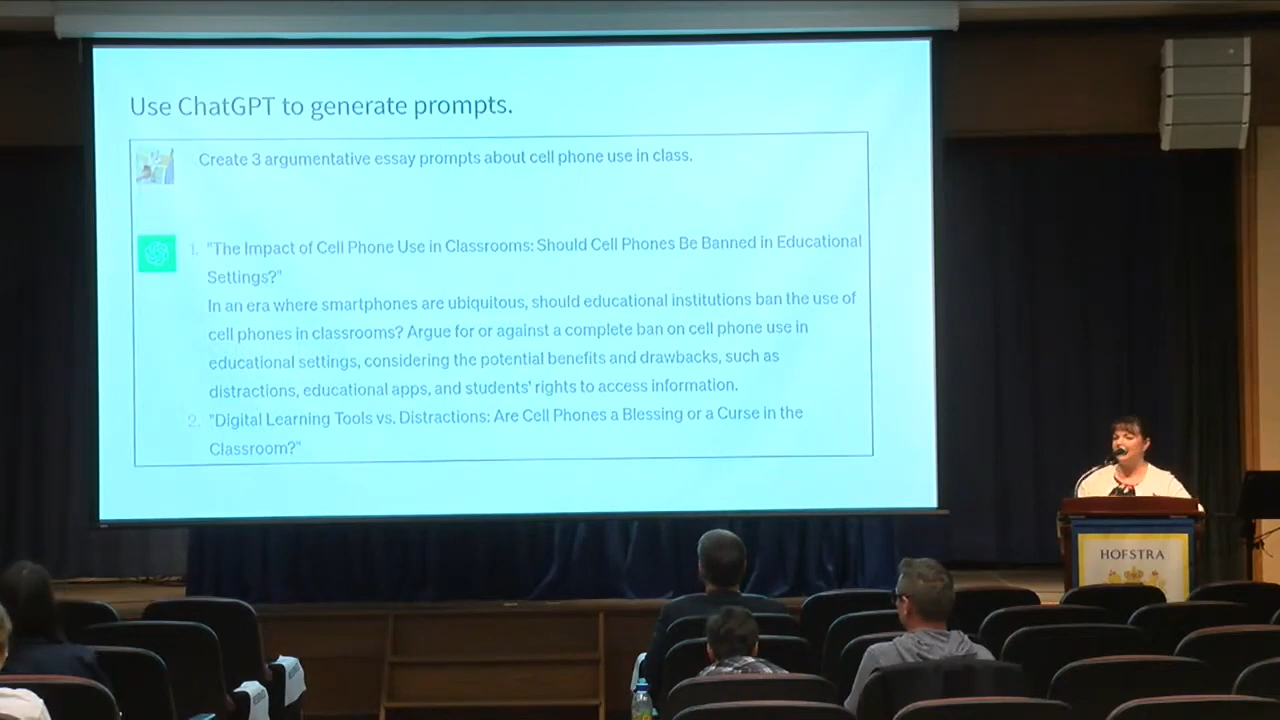 Use ChatGPT to generate prompts.
Create 3 argumentative essay prompts about cell phone use in class.
1. "The Impact of Cell Phone Use in Classrooms: Should Cell Phones Be Banned in Educational
Settings?"
In an era where smartphones are ubiquitous, should educational institutions ban the use of
cell phones in classrooms? Argue for or against a complete ban on cell phone use in
educational settings, considering the potential benefits and drawbacks, such as
distractions, educational apps, and students' rights to access information.
2. "Digital Learning Tools vs. Distractions: Are Cell Phones a Blessing or a Curse in the
Classroom?"
HOFSTRA